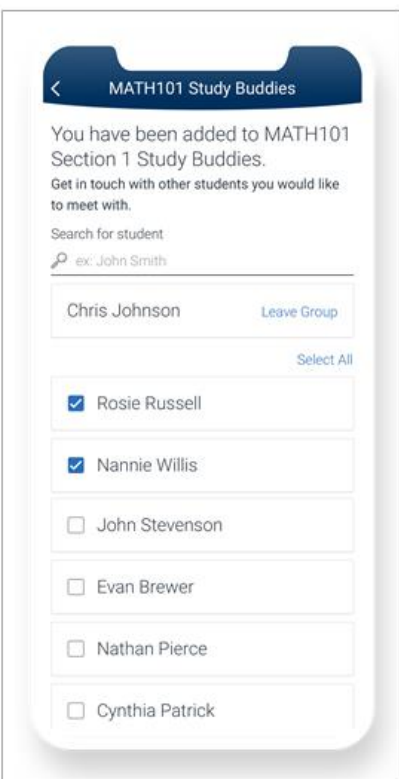 MATH101 Study Buddies
You have been added to MATH101
Section 1 Study Buddies.
Get in touch with other students you would like
to meet with.
Search for student
ex: John Smith
Chris Johnson Leave Group
Select All
Rosie Russell
Nannie Willis
John Stevenson
Evan Brewer
Nathan Pierce
Cynthia Patrick